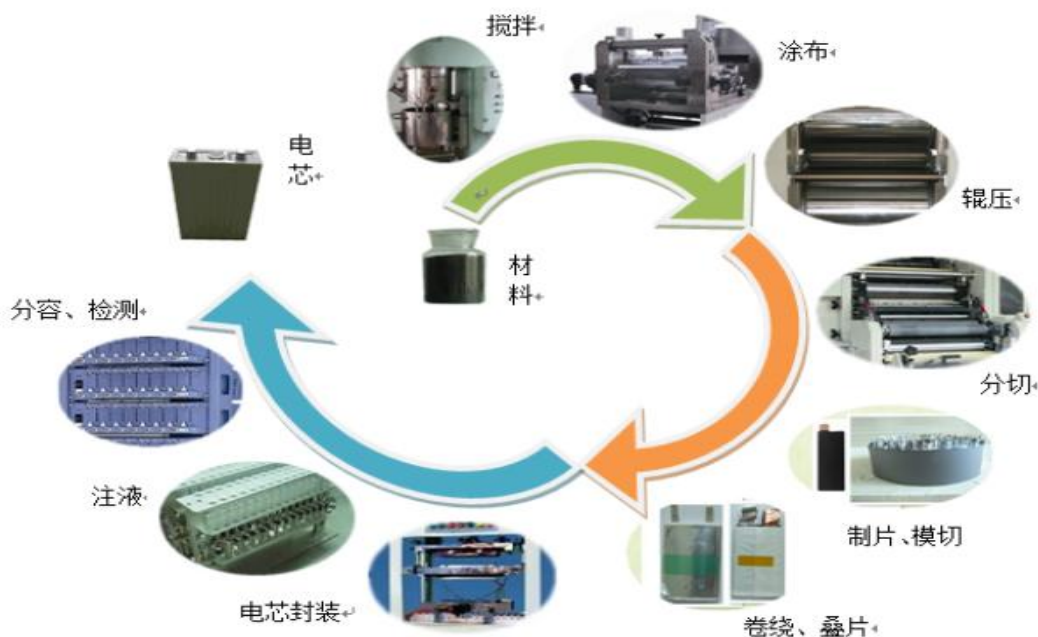 搅拌
涂布
电
芯
辊压
材
料
分容、检测
分切
注液
制片、模切
电芯封装
卷绕、叠片